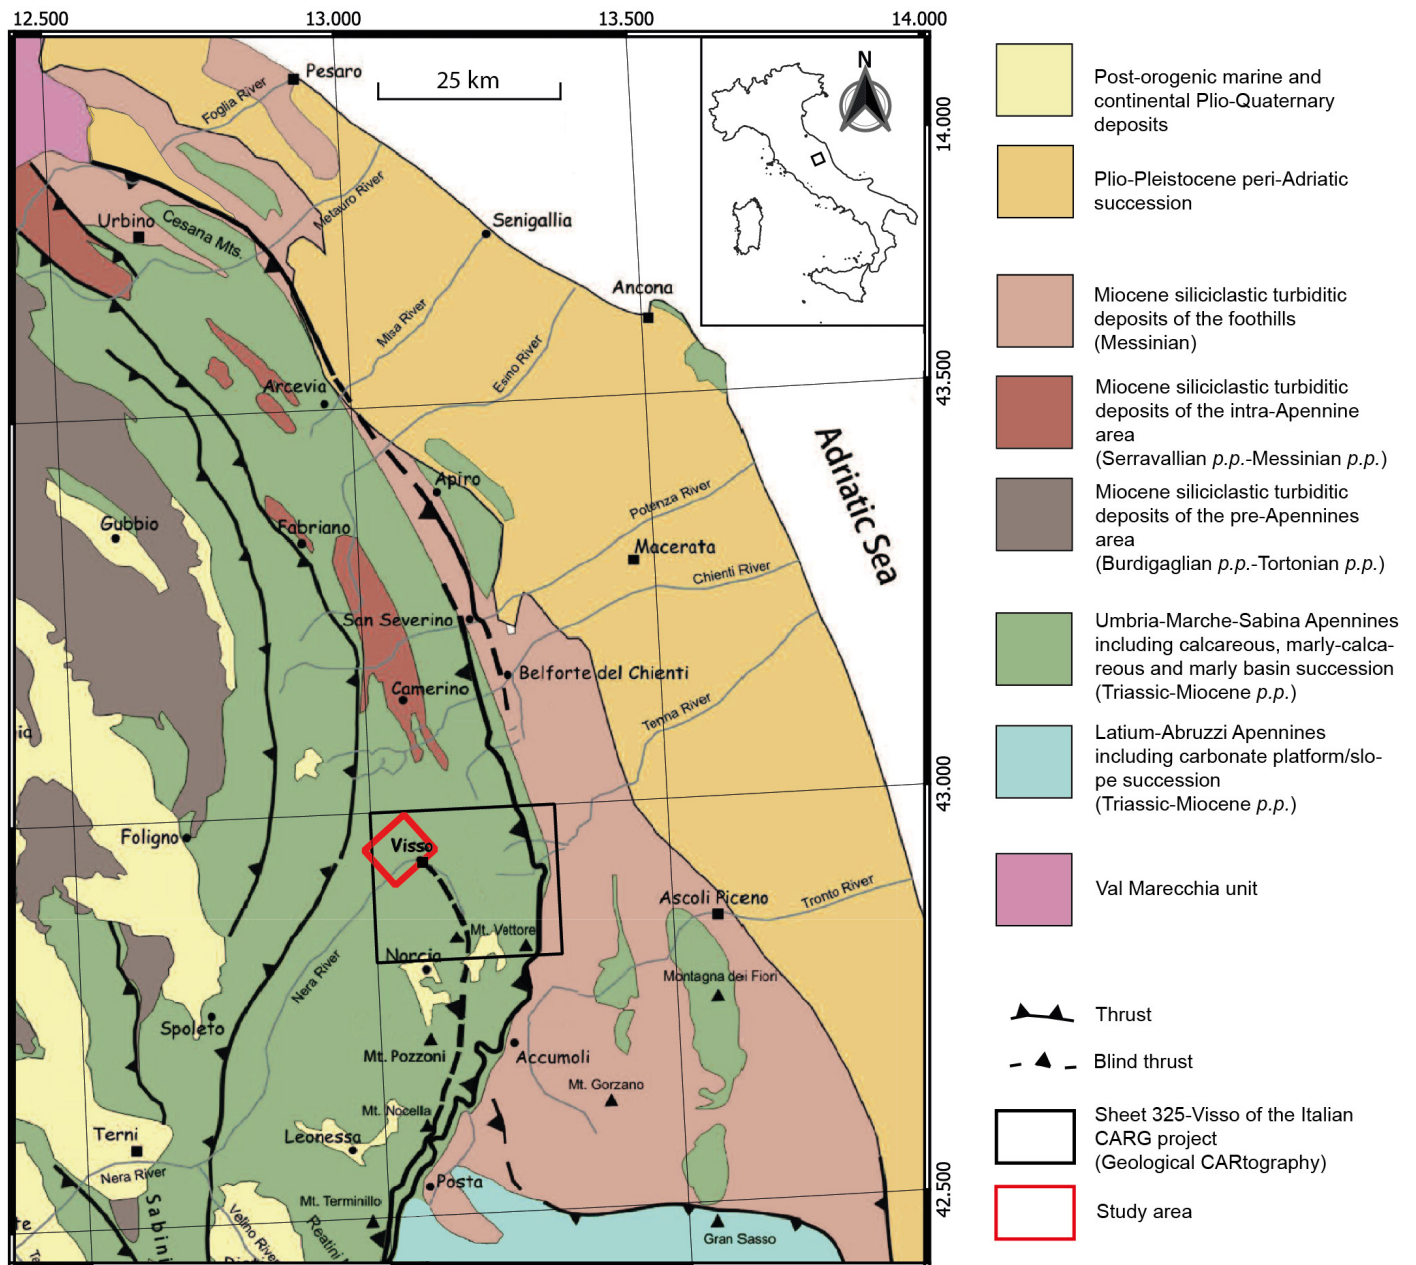 12.500
13.000
13.500
14.000
Pesaro
25 km
N
Foglia River
14.000
Metauro River
Urbino
Cesana Mts.
Senigallia
Ancona
Misa River
Esino River
43.500
Arcevia
Adriatic Sea
Apiro
Potenza River
Gubbio
Fabriano
Macerata
Chienti River
San Severino
Belforte del Chienti
Camerino
Tenna River
ia
43.000
Foligno
Visso
Ascoli Piceno
Tronto River
Mt. Vettore
Norcia
Nera River
Montagna dei Fiori
Spoleto
Mt. Pozzoni
Accumoli
Mt. Gorzano
Mt. Nocella
Terni
Leonessa
Nera River
Posta
42.500
Mt. Terminillo
Sabini
Velino River
Reatini
te
Te
Gran Sasso
Post-orogenic marine and
continental Plio-Quaternary
deposits
Plio-Pleistocene peri-Adriatic
succession
Miocene siliciclastic turbiditic
deposits of the foothills
(Messinian)
Miocene siliciclastic turbiditic
deposits of the intra-Apennine
area
(Serravallian p.p.-Messinian p.p.)
Miocene siliciclastic turbiditic
deposits of the pre-Apennines
area
(Burdigaglian p.p.-Tortonian p.p.)
Umbria-Marche-Sabina Apennines
including calcareous, marly-calca-
reous and marly basin succession
(Triassic-Miocene p.p.)
Latium-Abruzzi Apennines
including carbonate platform/slo-
pe succession
(Triassic-Miocene p.p.)
Val Marecchia unit
Thrust
Blind thrust
Sheet 325-Visso of the Italian
CARG project
(Geological CARtography)
Study area